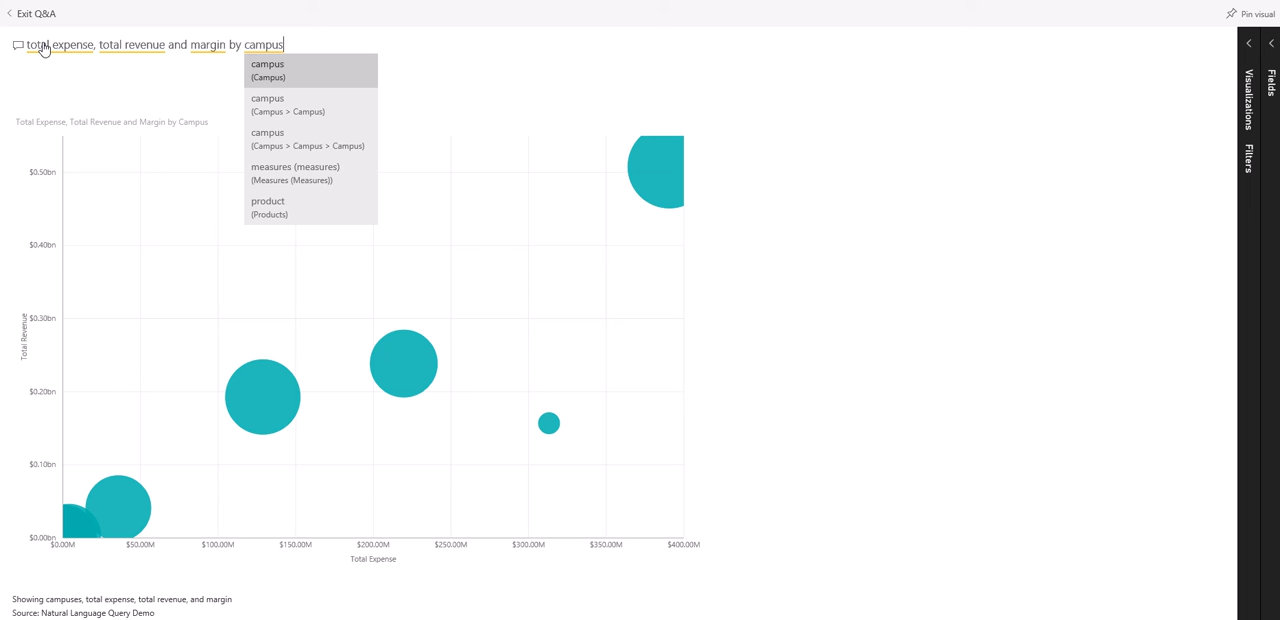 Exit Q&A
Pin visual
total expense, total revenue and margin by campus
campus
(Campus)
campus
(Campus > Campus)
campus
(Campus > Campus > Campus)
measures (measures)
(Measures (Measures))
product
(Products)
Visualizations
Filters
Fields
Total Expense, Total Revenue and Margin by Campus
Total Revenue
$0.50bn
$0.40bn
$0.30bn
$0.20bn
$0.10bn
$0.00bn
$0.00M $50.00M $100.00M $150.00M $200.00M $250.00M $300.00M $350.00M $400.00M
Total Expense
Showing campuses, total expense, total revenue, and margin
Source: Natural Language Query Demo